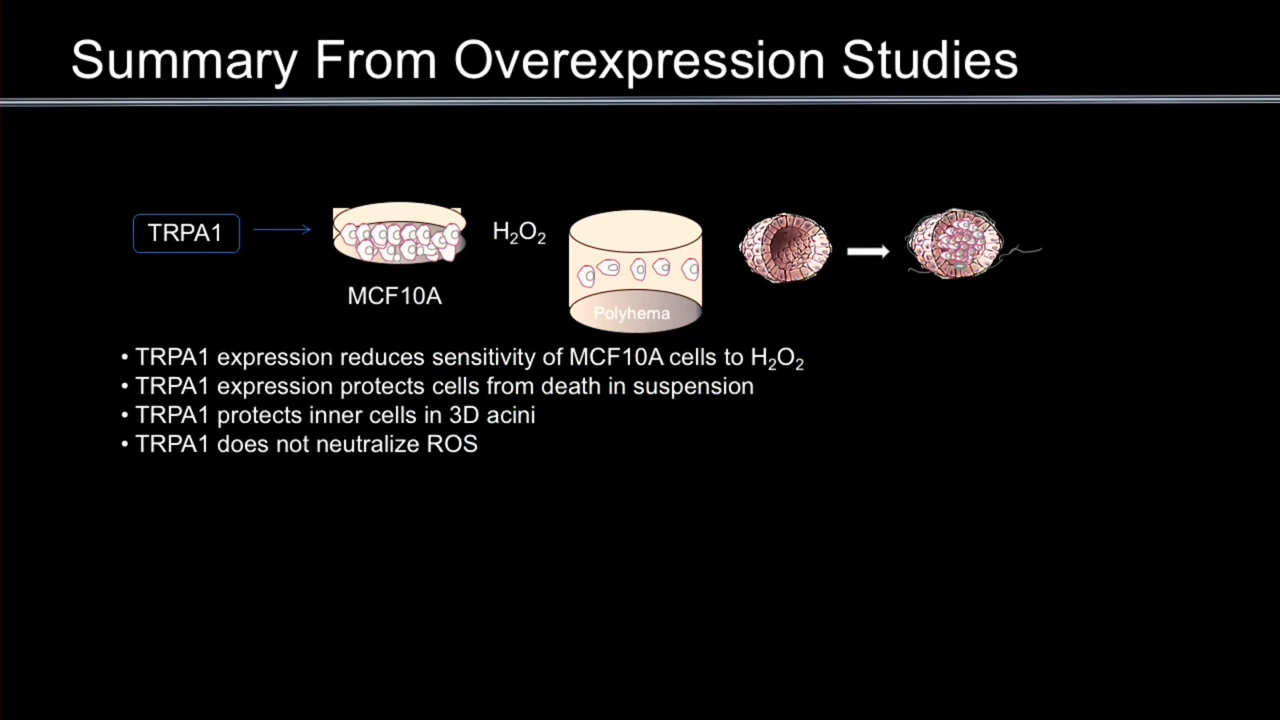 Summary From Overexpression Studies
TRPA1
H₂O₂
MCF10A
Polyhema
• TRPA1 expression reduces sensitivity of MCF10A cells to H₂O₂
• TRPA1 expression protects cells from death in suspension
• TRPA1 protects inner cells in 3D acini
• TRPA1 does not neutralize ROS